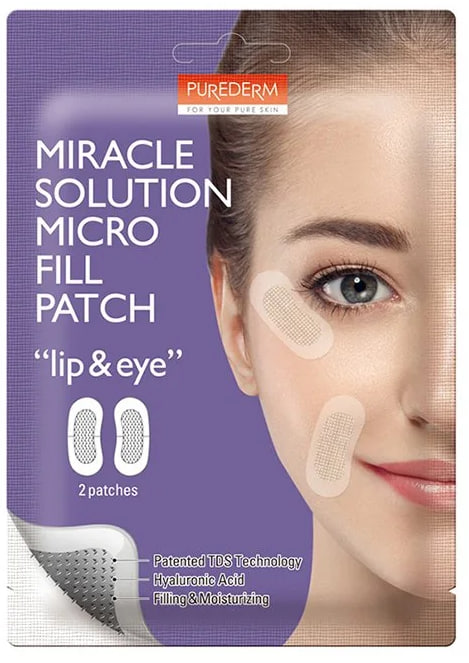 PUREDERM
FOR YOUR PURE SKIN
MIRACLE
SOLUTION
MICRO
FILL
PATCH
“lip & eye”
2 patches
Patented TDS Technology
Hyaluronic Acid
Filling & Moisturizing